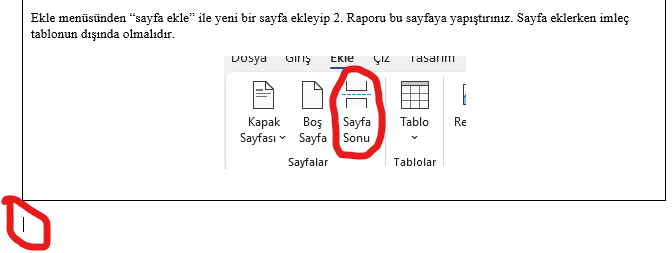 Ekle menüsünden “sayfa ekle” ile yeni bir sayfa ekleyip 2. Raporu bu sayfaya yapıştırınız. Sayfa eklerken imleç
tablonun dışında olmalıdır.
Dosya Giriş Ekle Çiz Tasarım
Kapak Boş Sayfa Tablo Re
Sayfası Sayfa Sonu
Sayfalar Tablolar